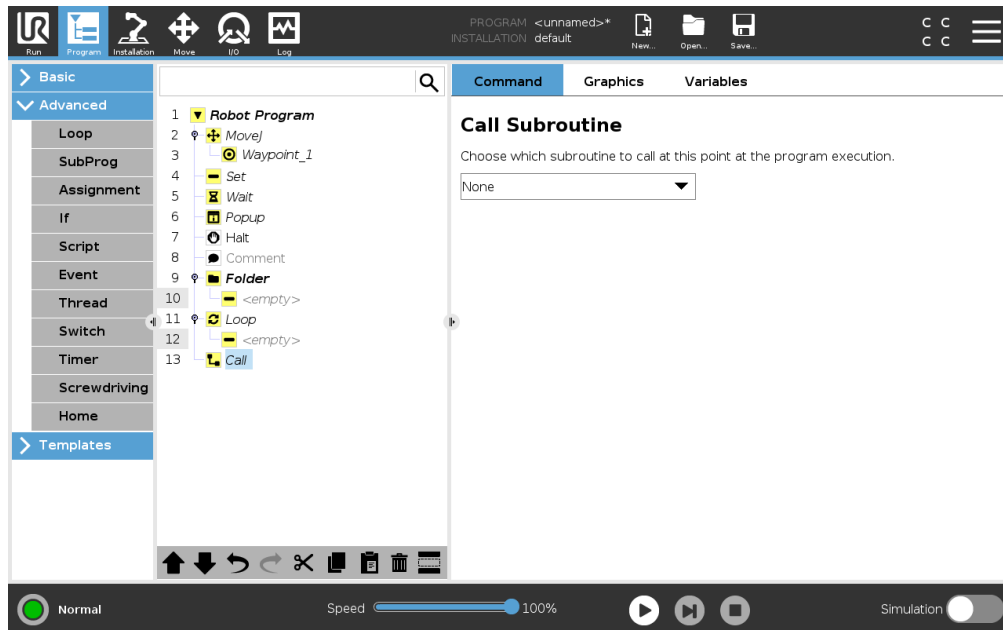 PROGRAM <unnamed>*
INSTALLATION default
C C
C C
Run
Program
Installation
Move
I/O
Log
New...
Open...
Save...
Basic
Advanced
Loop
SubProg
Assignment
If
Script
Event
Thread
Switch
Timer
Screwdriving
Home
Templates
1 Robot Program
2 MoveJ
3 Waypoint_1
4 Set
5 Wait
6 Popup
7 Halt
8 Comment
9 Folder
10 <empty>
11 Loop
12 <empty>
13 Call
Command Graphics Variables
Call Subroutine
Choose which subroutine to call at this point at the program execution.
None
Normal
Speed 100%
Simulation